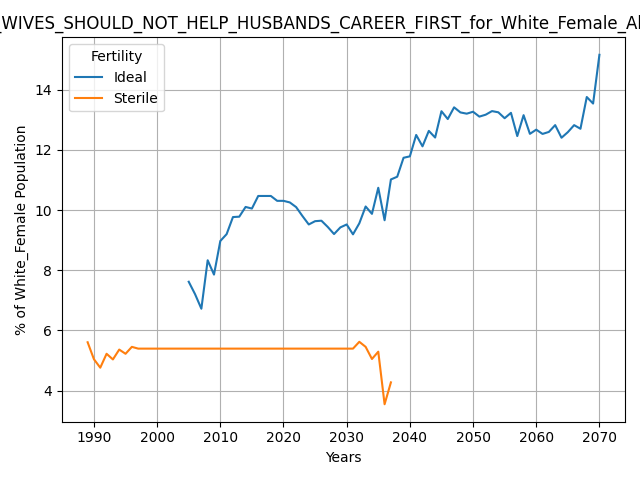 _WIVES_SHOULD_NOT_HELP_HUSBANDS_CAREER_FIRST_for_White_Female_Al
Fertility
Ideal
Sterile
% of White_Female Population
14
12
10
8
6
4
1990 2000 2010 2020 2030 2040 2050 2060 2070
Years